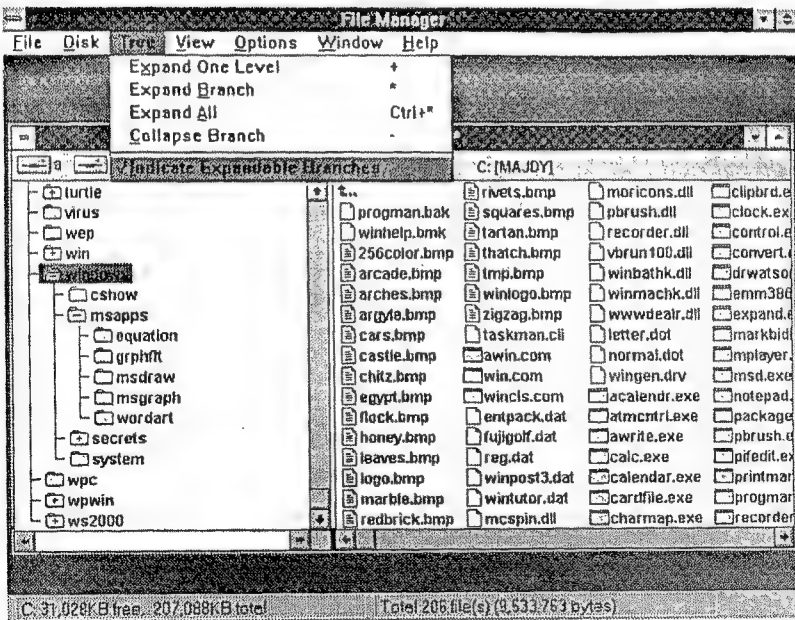 File Manager
File Disk Tree View Options Window Help
Expand One Level +
Expand Branch *
Expand All Ctrl+*
Collapse Branch -
✓Indicate Expandable Branches
a
C: [MAJDY]
turtle
virus
wep
win
windows
cshow
msapps
equation
grphflt
msdraw
msgraph
wordart
secrets
system
wpc
wpwin
ws2000
..
progman.bak
winhelp.bmk
256color.bmp
arcade.bmp
arches.bmp
argyle.bmp
cars.bmp
castle.bmp
chitz.bmp
egypt.bmp
flock.bmp
honey.bmp
leaves.bmp
logo.bmp
marble.bmp
redbrick.bmp
rivets.bmp
squares.bmp
tartan.bmp
thatch.bmp
tmp.bmp
winlogo.bmp
zigzag.bmp
taskman.cli
awin.com
win.com
wincls.com
entpack.dat
fujigolf.dat
reg.dat
winpost3.dat
wintutor.dat
mcspin.dll
moricons.dll
pbrush.dll
recorder.dll
vbrun100.dll
winbathk.dll
winmachk.dll
wwwdealr.dll
letter.dot
normal.dot
wingen.drv
acalendr.exe
atmcntrl.exe
awrite.exe
calc.exe
calendar.exe
cardfile.exe
charmap.exe
clipbrd.e
clock.ex
control.e
convert.e
drwatso
emm386
expand.e
markbid
mplayer.
msd.exe
notepad.
package
pbrush.e
pifedit.ex
printmar
progmar
recorder
C: 31,028KB free, 207,088KB total
Total 206 file(s) (9,533,763 bytes)